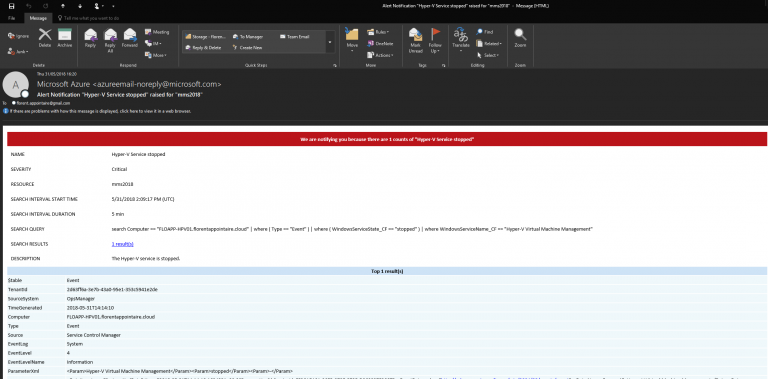 Alert Notification "Hyper-V Service stopped" raised for "mms2018" - Message (HTML)
File Message Tell me what you want to do
Ignore
Junk
Delete
Archive
Reply
Reply All
Forward
Meeting
IM
More
Storage - Floren...
To Manager
Team Email
Reply & Delete
Create New
Move
Rules
OneNote
Actions
Mark Unread
Follow Up
Translate
Find
Related
Select
Zoom
Delete Respond Quick Steps Move Tags Editing Zoom
Thu 31/05/2018 16:20
A
Microsoft Azure <azureemail-noreply@microsoft.com>
Alert Notification "Hyper-V Service stopped" raised for "mms2018"
To florent.appointaire@gmail.com
If there are problems with how this message is displayed, click here to view it in a web browser.
We are notifying you because there are 1 counts of "Hyper-V Service stopped"
NAME Hyper-V Service stopped
SEVERITY Critical
RESOURCE mms2018
SEARCH INTERVAL START TIME 5/31/2018 2:09:17 PM (UTC)
SEARCH INTERVAL DURATION 5 min
SEARCH QUERY search Computer == "FLOAPP-HPV01.florentappointaire.cloud" | where ( Type == "Event" ) | where ( WindowsServiceState_CF == "stopped" ) | where WindowsServiceName_CF == "Hyper-V Virtual Machine Management"
SEARCH RESULTS 1 result(s)
DESCRIPTION The Hyper-V service is stopped.
Top 1 result(s)
$table Event
TenantId
SourceSystem OpsManager
TimeGenerated 2018-05-31T14:14:10
Computer FLOAPP-HPV01.florentappointaire.cloud
Type Event
Source Service Control Manager
EventLog System
EventLevel 4
EventLevelName Information
ParameterXml <Param>Hyper-V Virtual Machine Management</Param><Param>stopped</Param><Param>--</Param>